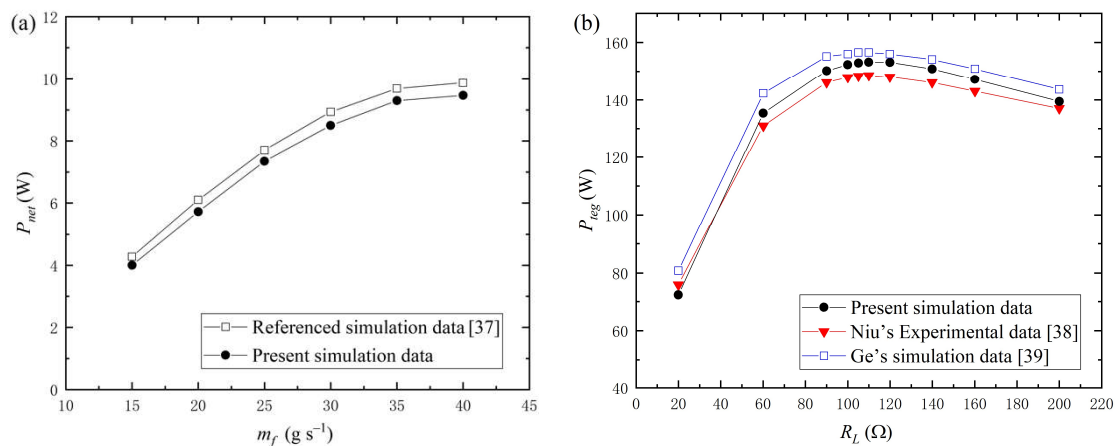 (a)
12
10
8
6
4
2
0
10 15 20 25 30 35 40 45
P_net (W)
m_f (g s⁻¹)
Referenced simulation data [37]
Present simulation data
(b)
160
140
120
100
80
60
40
0 20 40 60 80 100 120 140 160 180 200 220
P_teg (W)
R_L (Ω)
Present simulation data
Niu's Experimental data [38]
Ge's simulation data [39]